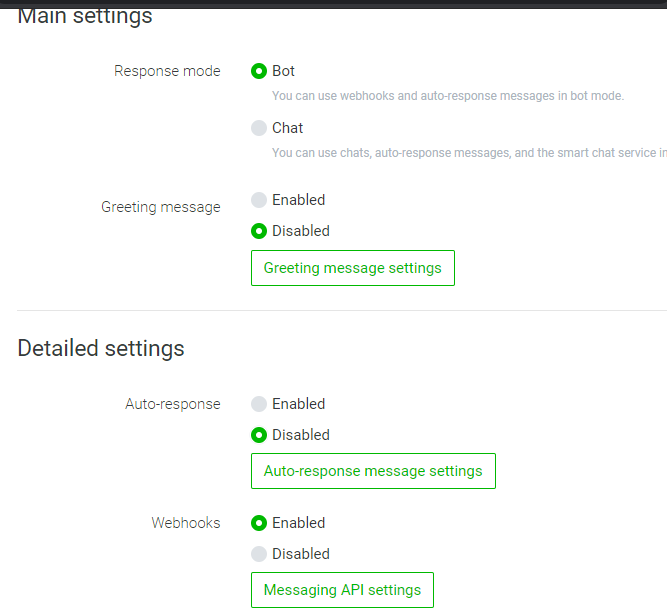 Main settings
Response mode
Bot
You can use webhooks and auto-response messages in bot mode.
Chat
You can use chats, auto-response messages, and the smart chat service in
Greeting message
Enabled
Disabled
Greeting message settings
Detailed settings
Auto-response
Enabled
Disabled
Auto-response message settings
Webhooks
Enabled
Disabled
Messaging API settings